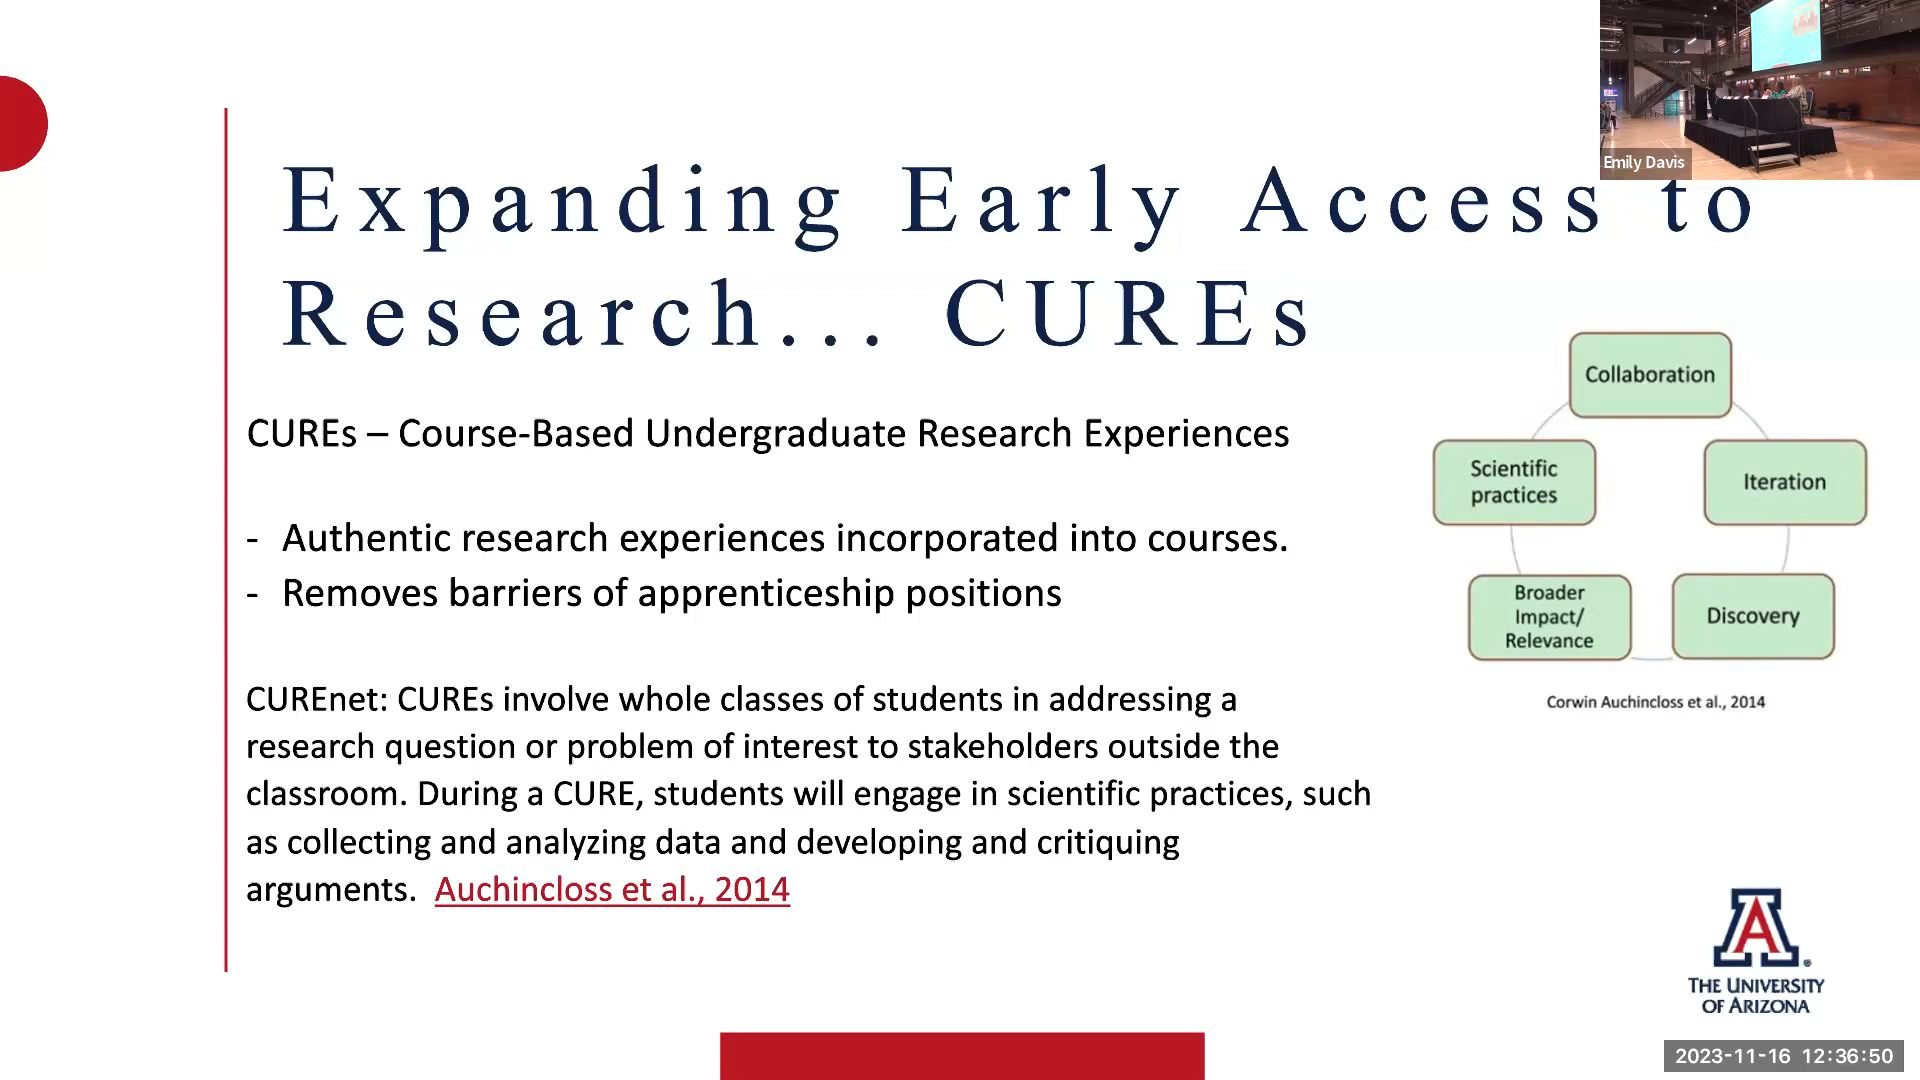 Emily Davis
Expanding Early Access to
Research... CUREs
CUREs – Course-Based Undergraduate Research Experiences
- Authentic research experiences incorporated into courses.
- Removes barriers of apprenticeship positions
CUREnet: CUREs involve whole classes of students in addressing a
research question or problem of interest to stakeholders outside the
classroom. During a CURE, students will engage in scientific practices, such
as collecting and analyzing data and developing and critiquing
arguments. Auchincloss et al., 2014
Collaboration
Scientific
practices
Iteration
Broader
Impact/
Relevance
Discovery
Corwin Auchincloss et al., 2014
A
THE UNIVERSITY
OF ARIZONA
2023-11-16 12:36:50